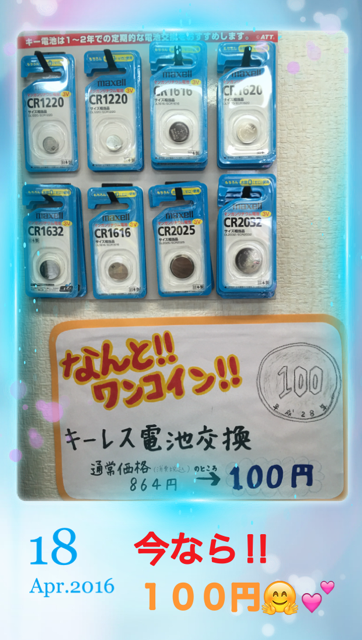 キー電池は1〜2年での定期的な電池交換をおすすめします。
maxell
CR1220
maxell
CR1220
maxell
CR1616
maxell
CR1620
maxell
CR1632
maxell
CR1616
maxell
CR2025
maxell
CR2032
なんと!!
ワンコイン!!
100
キーレス電池交換
通常価格 のところ
864円 → 100円
18
Apr.2016
今なら!!
100円🤗💕